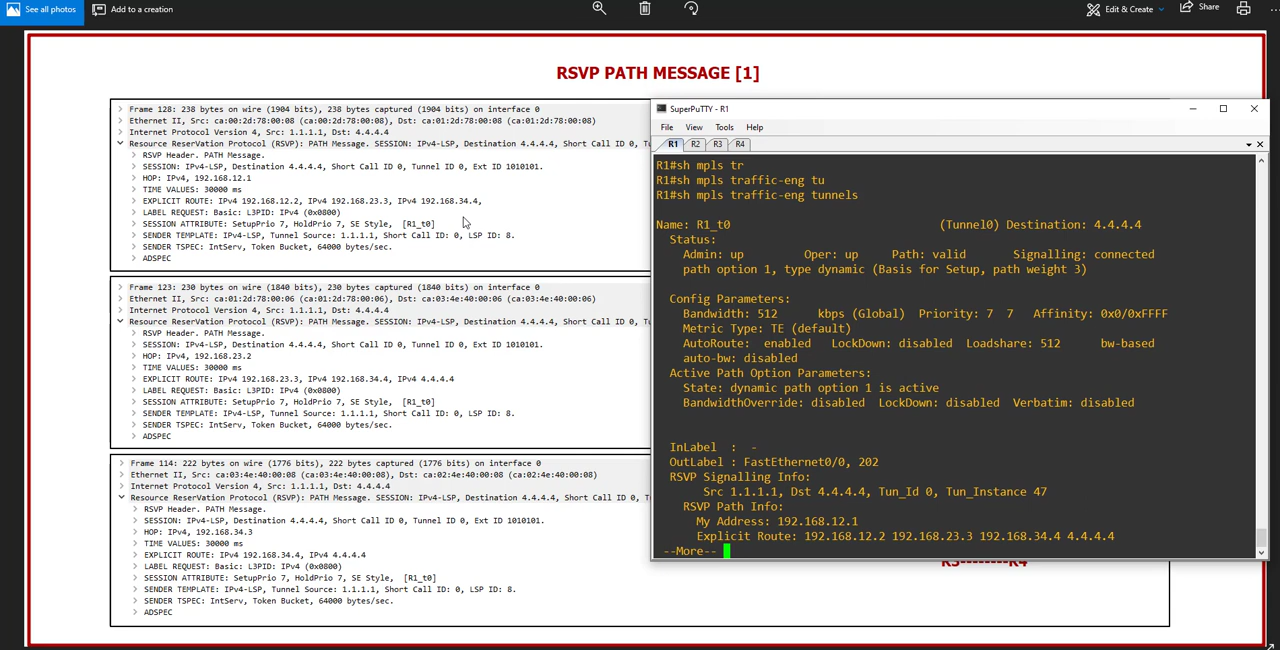 See all photos
Add to a creation
Edit & Create
Share
RSVP PATH MESSAGE [1]
Frame 128: 238 bytes on wire (1904 bits), 238 bytes captured (1904 bits) on interface 0
Ethernet II, Src: ca:00:2d:78:00:08 (ca:00:2d:78:00:08), Dst: ca:01:2d:78:00:08 (ca:01:2d:78:00:08)
Internet Protocol Version 4, Src: 1.1.1.1, Dst: 4.4.4.4
Resource ReserVation Protocol (RSVP): PATH Message. SESSION: IPv4-LSP, Destination 4.4.4.4, Short Call ID 0, Tu
RSVP Header. PATH Message.
SESSION: IPv4-LSP, Destination 4.4.4.4, Short Call ID 0, Tunnel ID 0, Ext ID 1010101.
HOP: IPv4, 192.168.12.1
TIME VALUES: 30000 ms
EXPLICIT ROUTE: IPv4 192.168.12.2, IPv4 192.168.23.3, IPv4 192.168.34.4,
LABEL REQUEST: Basic: L3PID: IPv4 (0x0800)
SESSION ATTRIBUTE: SetupPrio 7, HoldPrio 7, SE Style, [R1_t0]
SENDER TEMPLATE: IPv4-LSP, Tunnel Source: 1.1.1.1, Short Call ID: 0, LSP ID: 8.
SENDER TSPEC: IntServ, Token Bucket, 64000 bytes/sec.
ADSPEC
Frame 123: 230 bytes on wire (1840 bits), 230 bytes captured (1840 bits) on interface 0
Ethernet II, Src: ca:01:2d:78:00:06 (ca:01:2d:78:00:06), Dst: ca:03:4e:40:00:06 (ca:03:4e:40:00:06)
Internet Protocol Version 4, Src: 1.1.1.1, Dst: 4.4.4.4
Resource ReserVation Protocol (RSVP): PATH Message. SESSION: IPv4-LSP, Destination 4.4.4.4, Short Call ID 0, Tu
RSVP Header. PATH Message.
SESSION: IPv4-LSP, Destination 4.4.4.4, Short Call ID 0, Tunnel ID 0, Ext ID 1010101.
HOP: IPv4, 192.168.23.2
TIME VALUES: 30000 ms
EXPLICIT ROUTE: IPv4 192.168.23.3, IPv4 192.168.34.4, IPv4 4.4.4.4
LABEL REQUEST: Basic: L3PID: IPv4 (0x0800)
SESSION ATTRIBUTE: SetupPrio 7, HoldPrio 7, SE Style, [R1_t0]
SENDER TEMPLATE: IPv4-LSP, Tunnel Source: 1.1.1.1, Short Call ID: 0, LSP ID: 8.
SENDER TSPEC: IntServ, Token Bucket, 64000 bytes/sec.
ADSPEC
Frame 114: 222 bytes on wire (1776 bits), 222 bytes captured (1776 bits) on interface 0
Ethernet II, Src: ca:03:4e:40:00:08 (ca:03:4e:40:00:08), Dst: ca:02:4e:40:00:08 (ca:02:4e:40:00:08)
Internet Protocol Version 4, Src: 1.1.1.1, Dst: 4.4.4.4
Resource ReserVation Protocol (RSVP): PATH Message. SESSION: IPv4-LSP, Destination 4.4.4.4, Short Call ID 0, Tu
RSVP Header. PATH Message.
SESSION: IPv4-LSP, Destination 4.4.4.4, Short Call ID 0, Tunnel ID 0, Ext ID 1010101.
HOP: IPv4, 192.168.34.3
TIME VALUES: 30000 ms
EXPLICIT ROUTE: IPv4 192.168.34.4, IPv4 4.4.4.4
LABEL REQUEST: Basic: L3PID: IPv4 (0x0800)
SESSION ATTRIBUTE: SetupPrio 7, HoldPrio 7, SE Style, [R1_t0]
SENDER TEMPLATE: IPv4-LSP, Tunnel Source: 1.1.1.1, Short Call ID: 0, LSP ID: 8.
SENDER TSPEC: IntServ, Token Bucket, 64000 bytes/sec.
ADSPEC
SuperPuTTY - R1
File View Tools Help
R1 R2 R3 R4
R1#sh mpls tr
R1#sh mpls traffic-eng tu
R1#sh mpls traffic-eng tunnels
Name: R1_t0 (Tunnel0) Destination: 4.4.4.4
Status:
Admin: up Oper: up Path: valid Signalling: connected
path option 1, type dynamic (Basis for Setup, path weight 3)
Config Parameters:
Bandwidth: 512 kbps (Global) Priority: 7 7 Affinity: 0x0/0xFFFF
Metric Type: TE (default)
AutoRoute: enabled LockDown: disabled Loadshare: 512 bw-based
auto-bw: disabled
Active Path Option Parameters:
State: dynamic path option 1 is active
BandwidthOverride: disabled LockDown: disabled Verbatim: disabled
InLabel : -
OutLabel : FastEthernet0/0, 202
RSVP Signalling Info:
Src 1.1.1.1, Dst 4.4.4.4, Tun_Id 0, Tun_Instance 47
RSVP Path Info:
My Address: 192.168.12.1
Explicit Route: 192.168.12.2 192.168.23.3 192.168.34.4 4.4.4.4
--More--
R3---------R4